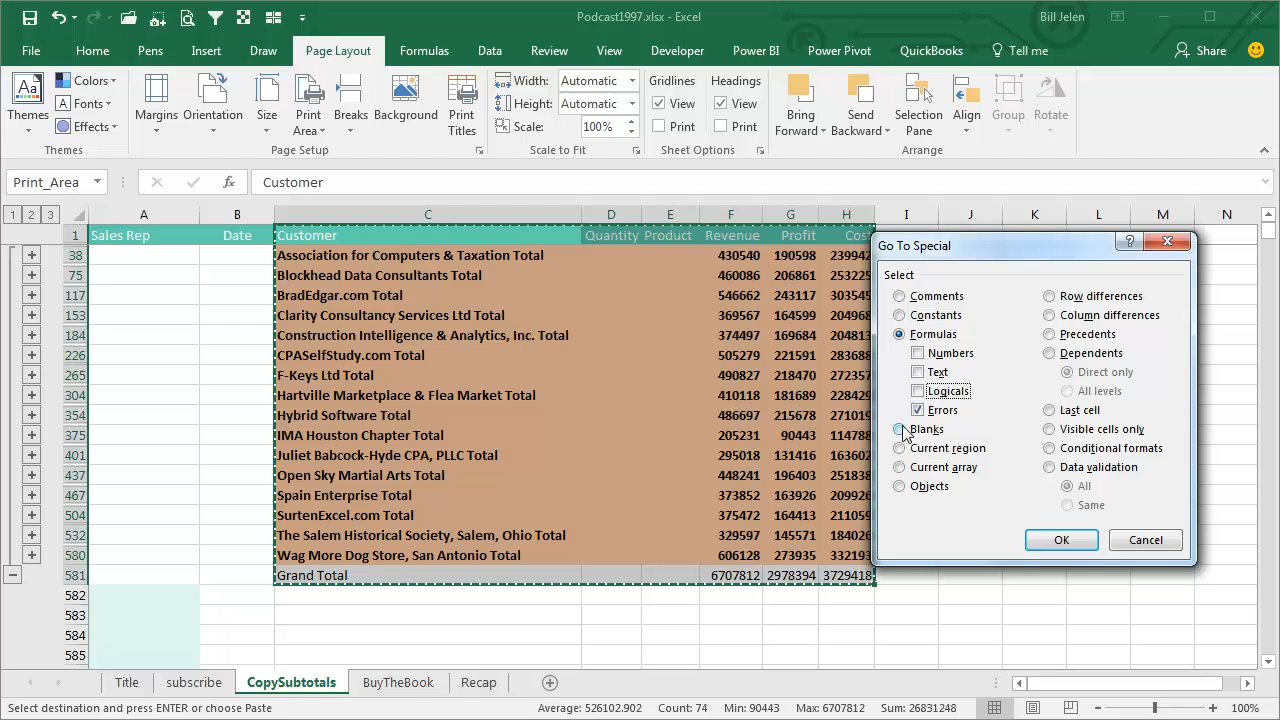 Podcast1997.xlsx - Excel
Bill Jelen
File Home Pens Insert Draw Page Layout Formulas Data Review View Developer Power BI Power Pivot QuickBooks Tell me Share
Aa Colors Width: Automatic Gridlines Headings
Fonts Height: Automatic View View
Themes Effects Margins Orientation Size Print Area Breaks Background Print Titles Scale: 100% Print Print Bring Forward Send Backward Selection Pane Align Group Rotate
Themes Page Setup Scale to Fit Sheet Options Arrange
Print_Area fx Customer
1 2 3 A B C D E F G H I J K L M N
1 Sales Rep Date Customer Quantity Product Revenue Profit Cos
38 Association for Computers & Taxation Total 430540 190598 239942
75 Blockhead Data Consultants Total 460086 206861 253225
117 BradEdgar.com Total 546662 243117 303545
153 Clarity Consultancy Services Ltd Total 369567 164599 204968
184 Construction Intelligence & Analytics, Inc. Total 374497 169684 204813
226 CPASelfStudy.com Total 505279 221591 283688
265 F-Keys Ltd Total 490827 218470 272357
304 Hartville Marketplace & Flea Market Total 410118 181689 228429
354 Hybrid Software Total 486697 215678 271019
375 IMA Houston Chapter Total 205231 90443 114788
401 Juliet Babcock-Hyde CPA, PLLC Total 295018 131416 163602
437 Open Sky Martial Arts Total 448241 196403 251838
467 Spain Enterprise Total 373852 163926 209926
504 SurtenExcel.com Total 375472 164413 211059
532 The Salem Historical Society, Salem, Ohio Total 329597 145571 184026
580 Wag More Dog Store, San Antonio Total 606128 273935 332193
581 Grand Total 6707812 2978394 3729418
582
583
584
585
Go To Special ?
Select
Comments Row differences
Constants Column differences
Formulas Precedents
Numbers Dependents
Text Direct only
Logicals All levels
Errors Last cell
Blanks Visible cells only
Current region Conditional formats
Current array Data validation
Objects All
Same
OK Cancel
Title subscribe CopySubtotals BuyTheBook Recap
Select destination and press ENTER or choose Paste Average: 526102.902 Count: 74 Min: 90443 Max: 6707812 Sum: 26831248 100%